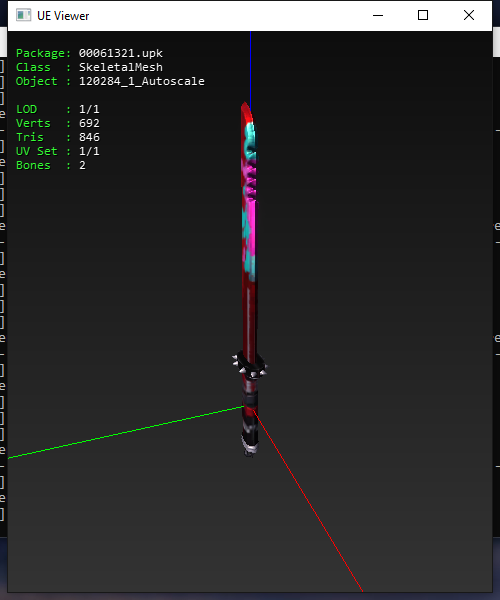 UE Viewer
Package: 00061321.upk
Class  : SkeletalMesh
Object : 120284_1_Autoscale
LOD    : 1/1
Verts  : 692
Tris   : 846
UV Set : 1/1
Bones  : 2